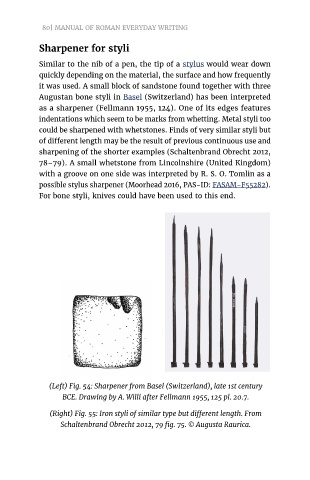 80| MANUAL OF ROMAN EVERYDAY WRITING
Sharpener for styli
Similar to the nib of a pen, the tip of a stylus would wear down
quickly depending on the material, the surface and how frequently
it was used. A small block of sandstone found together with three
Augustan bone styli in Basel (Switzerland) has been interpreted
as a sharpener (Fellmann 1955, 124). One of its edges features
indentations which seem to be marks from whetting. Metal styli too
could be sharpened with whetstones. Finds of very similar styli but
of different length may be the result of previous continuous use and
sharpening of the shorter examples (Schaltenbrand Obrecht 2012,
78–79). A small whetstone from Lincolnshire (United Kingdom)
with a groove on one side was interpreted by R. S. O. Tomlin as a
possible stylus sharpener (Moorhead 2016, PAS-ID: FASAM-F55282).
For bone styli, knives could have been used to this end.
(Left) Fig. 54: Sharpener from Basel (Switzerland), late 1st century
BCE. Drawing by A. Willi after Fellmann 1955, 125 pl. 20.7.
(Right) Fig. 55: Iron styli of similar type but different length. From
Schaltenbrand Obrecht 2012, 79 fig. 75. © Augusta Raurica.